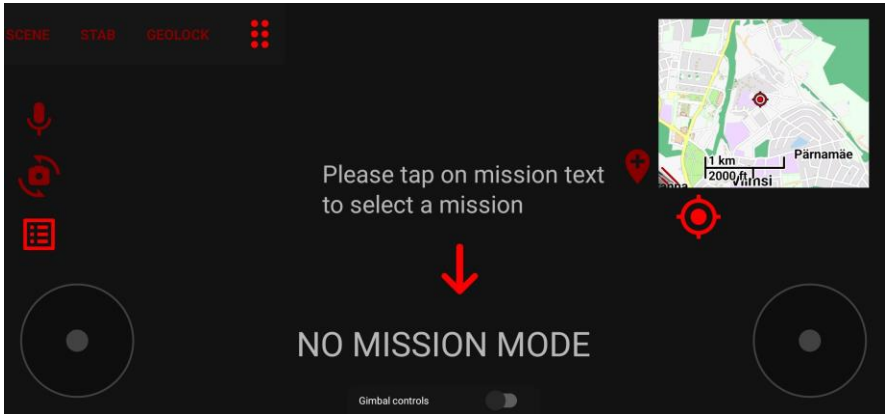 SCENE STAB GEOLOCK
Please tap on mission text
to select a mission
NO MISSION MODE
Gimbal controls
1 km
2000 ft
Pärnamäe